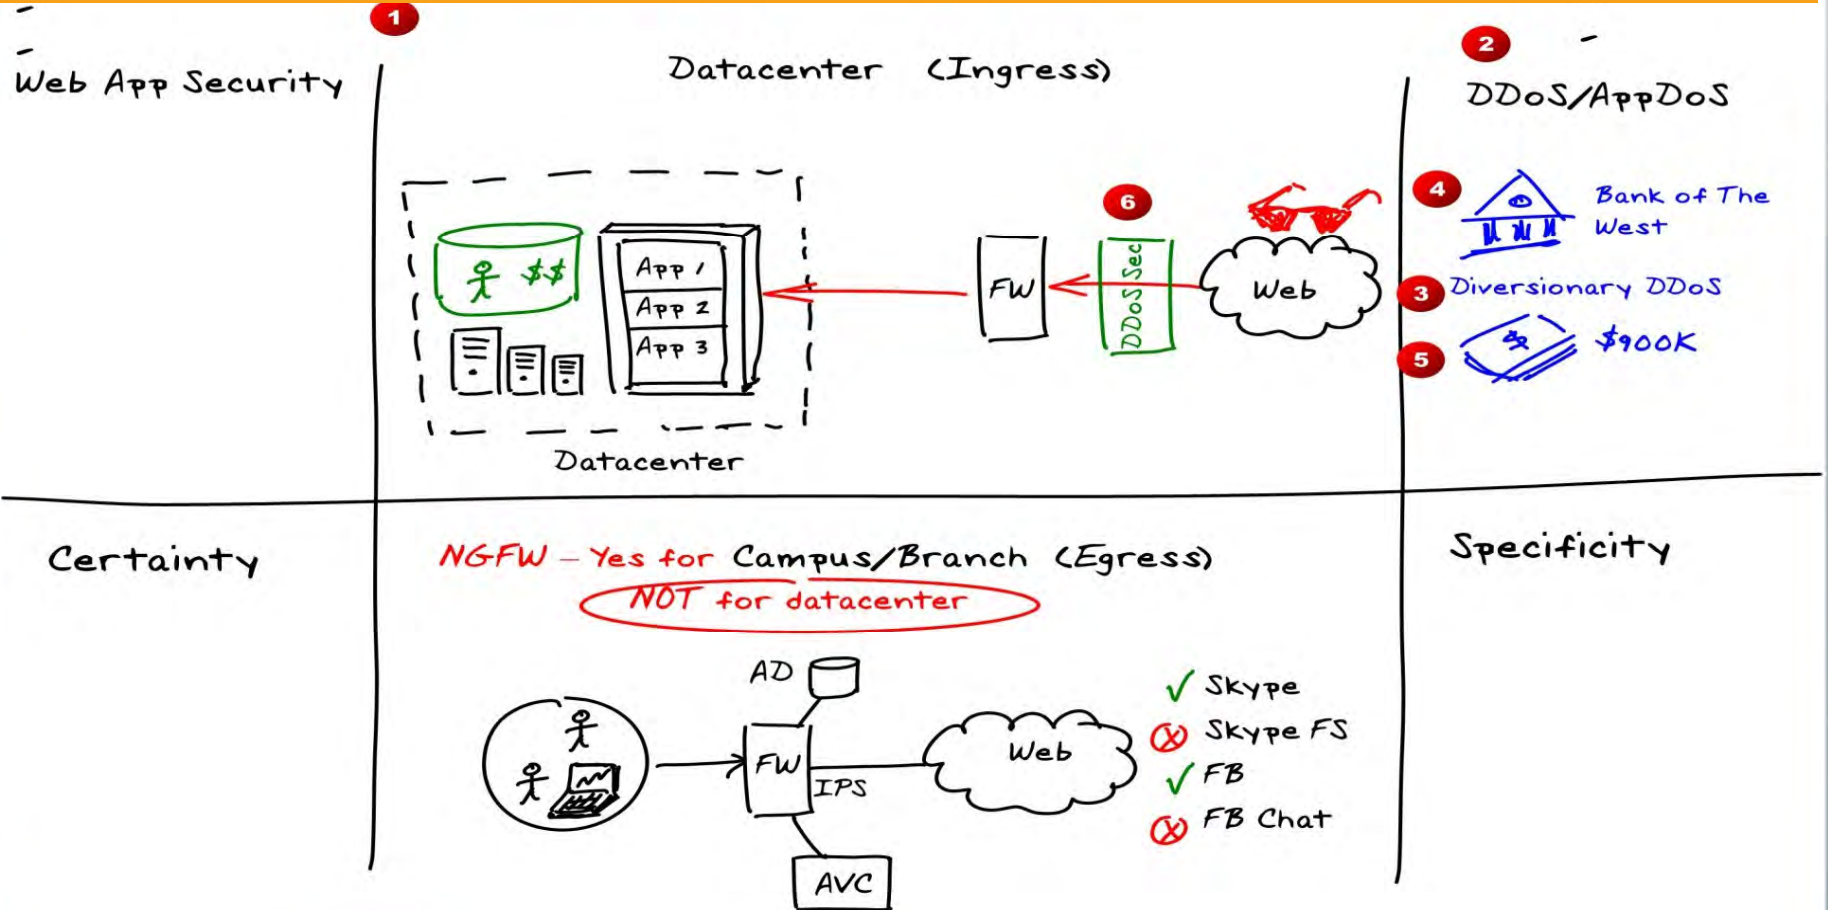 1
2
Web App Security
Datacenter (Ingress)
DDoS/AppDoS
4
Bank of The
West
6
App 1
App 2
App 3
$$
FW
DDoS Sec
Web
3
Diversionary DDoS
5
$
$900K
Datacenter
Certainty
NGFW - Yes for Campus/Branch (Egress)
NOT for datacenter
Specificity
AD
FW
IPS
AVC
Web
✓ Skype
ⓧ Skype FS
✓ FB
ⓧ FB Chat